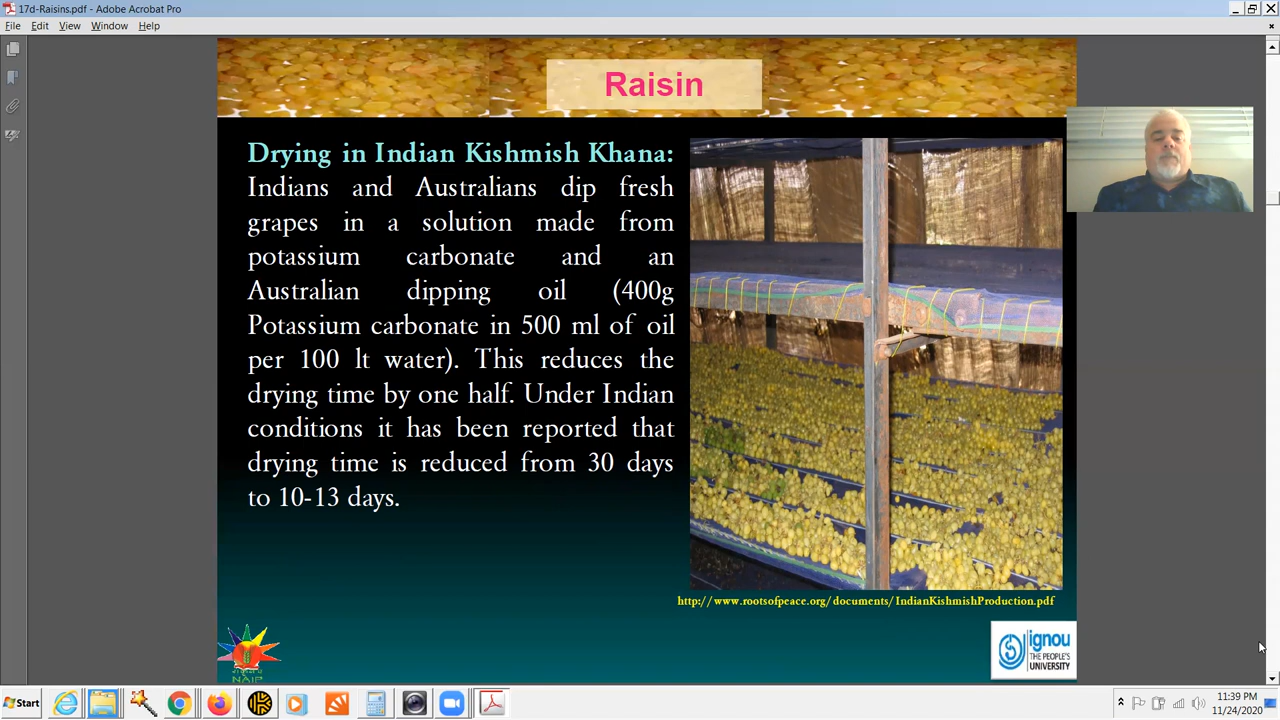 17d-Raisins.pdf - Adobe Acrobat Pro
File Edit View Window Help
Raisin
Drying in Indian Kishmish Khana:
Indians and Australians dip fresh
grapes in a solution made from
potassium carbonate and an
Australian dipping oil (400g
Potassium carbonate in 500 ml of oil
per 100 lt water). This reduces the
drying time by one half. Under Indian
conditions it has been reported that
drying time is reduced from 30 days
to 10-13 days.
http://www.rootsofpeace.org/documents/IndianKishmishProduction.pdf
NAIP
ignou
THE PEOPLE'S
UNIVERSITY
Start
11:39 PM
11/24/2020